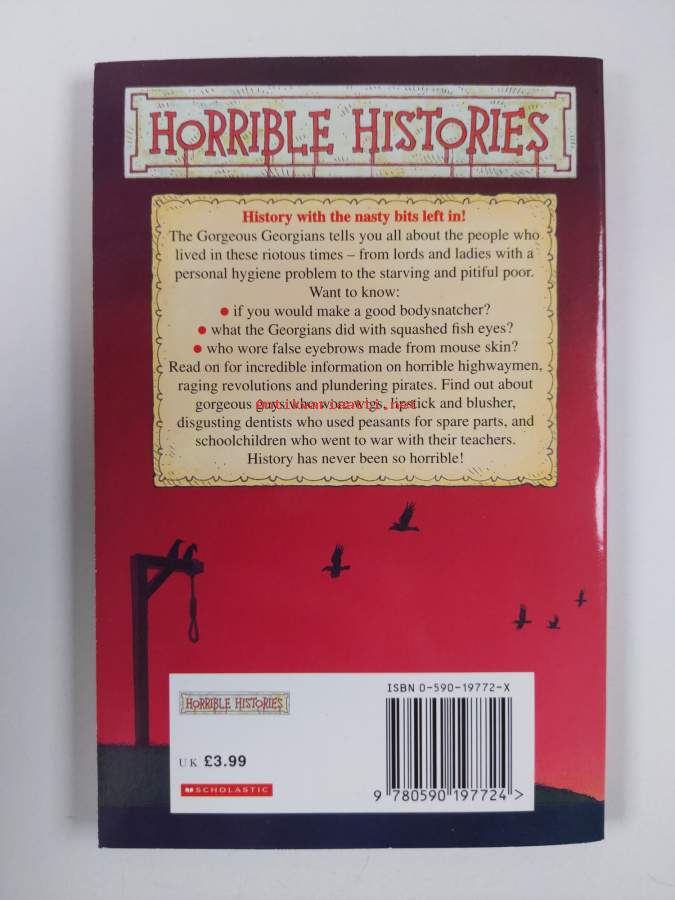 HORRIBLE HISTORIES
History with the nasty bits left in!
The Gorgeous Georgians tells you all about the people who
lived in these riotous times – from lords and ladies with a
personal hygiene problem to the starving and pitiful poor.
Want to know:
● if you would make a good bodysnatcher?
● what the Georgians did with squashed fish eyes?
● who wore false eyebrows made from mouse skin?
Read on for incredible information on horrible highwaymen,
raging revolutions and plundering pirates. Find out about
gorgeous guys who wore wigs, lipstick and blusher,
disgusting dentists who used peasants for spare parts, and
schoolchildren who went to war with their teachers.
History has never been so horrible!
ISBN 0-590-19772-X
HORRIBLE HISTORIES
UK £3.99
SCHOLASTIC
9 780590 197724 >